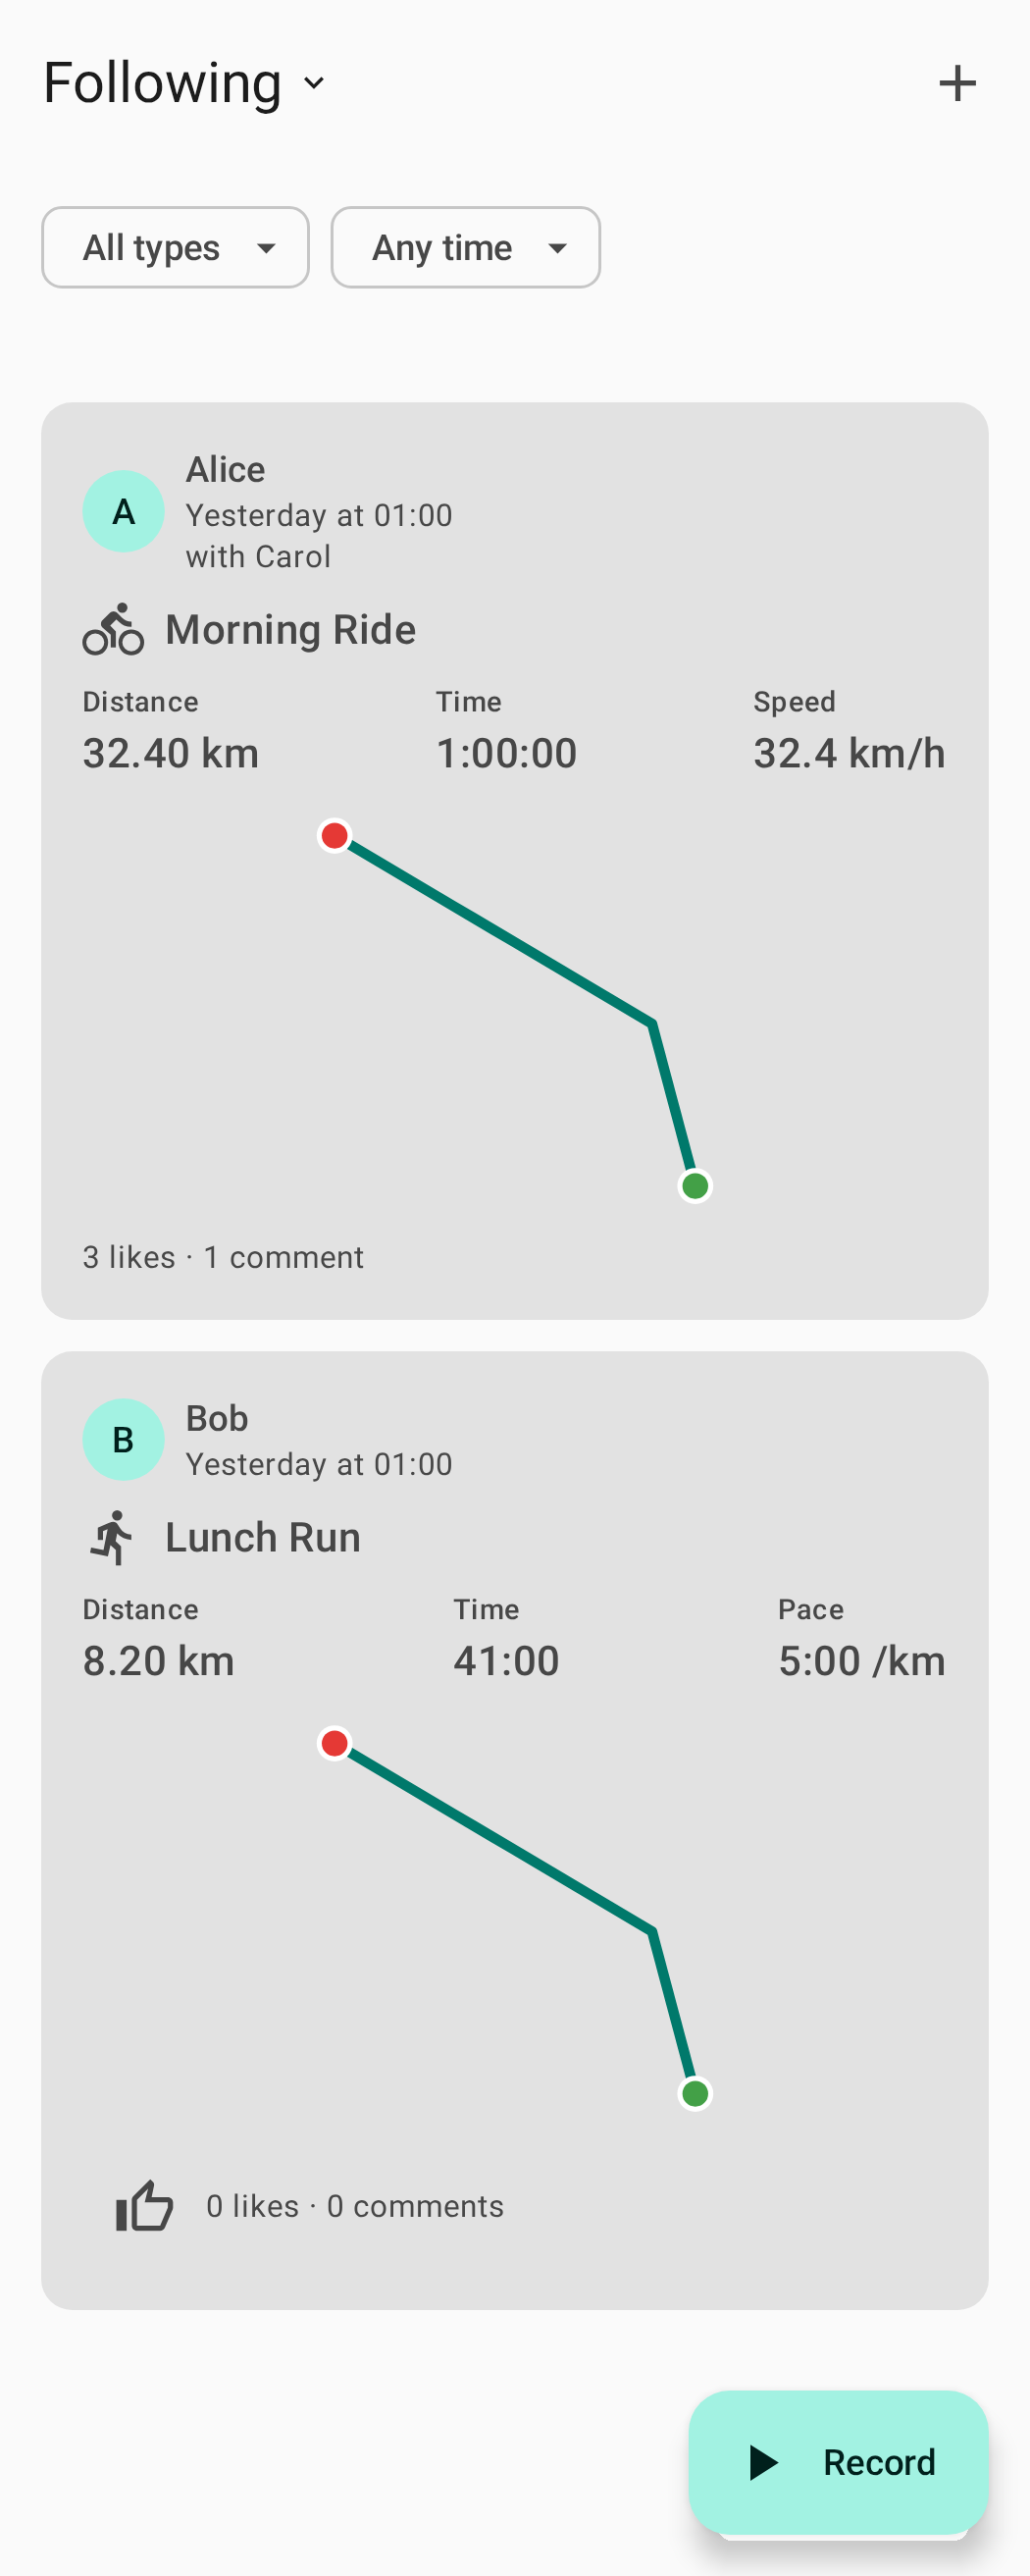 Following
All types
Any time
A
Alice
Yesterday at 01:00
with Carol
Morning Ride
Distance Time Speed
32.40 km 1:00:00 32.4 km/h
3 likes · 1 comment
B
Bob
Yesterday at 01:00
Lunch Run
Distance Time Pace
8.20 km 41:00 5:00 /km
0 likes · 0 comments
Record